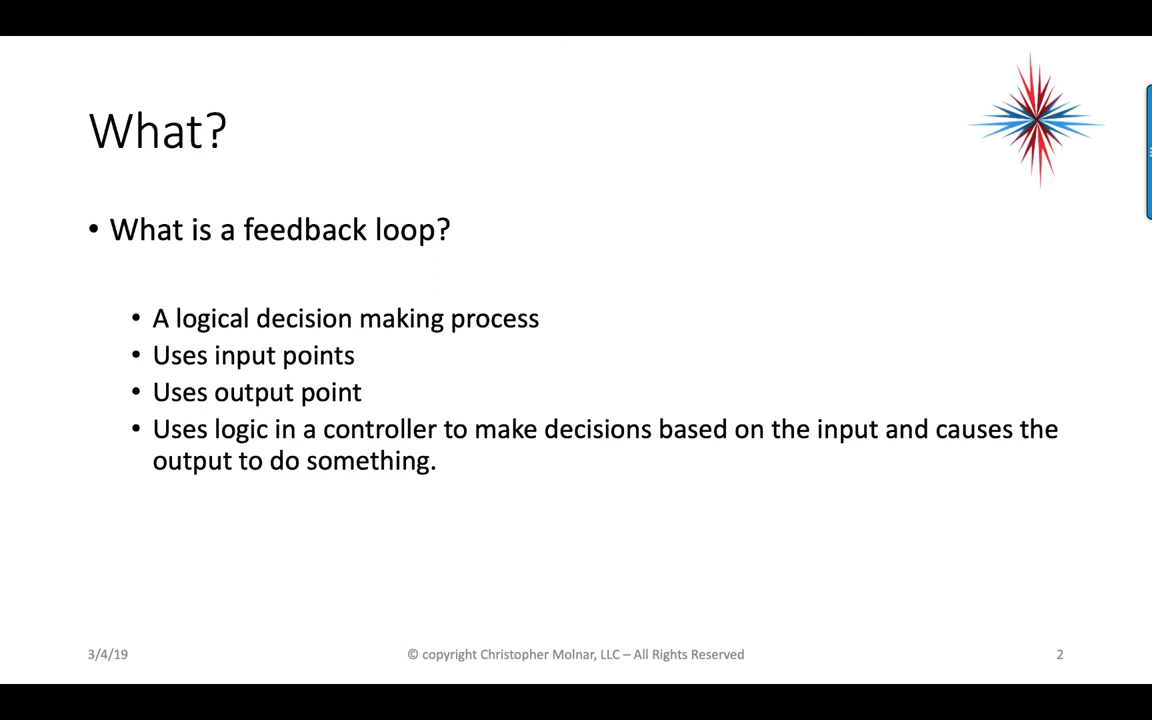 What?
• What is a feedback loop?
• A logical decision making process
• Uses input points
• Uses output point
• Uses logic in a controller to make decisions based on the input and causes the
output to do something.
3/4/19
© copyright Christopher Molnar, LLC – All Rights Reserved
2